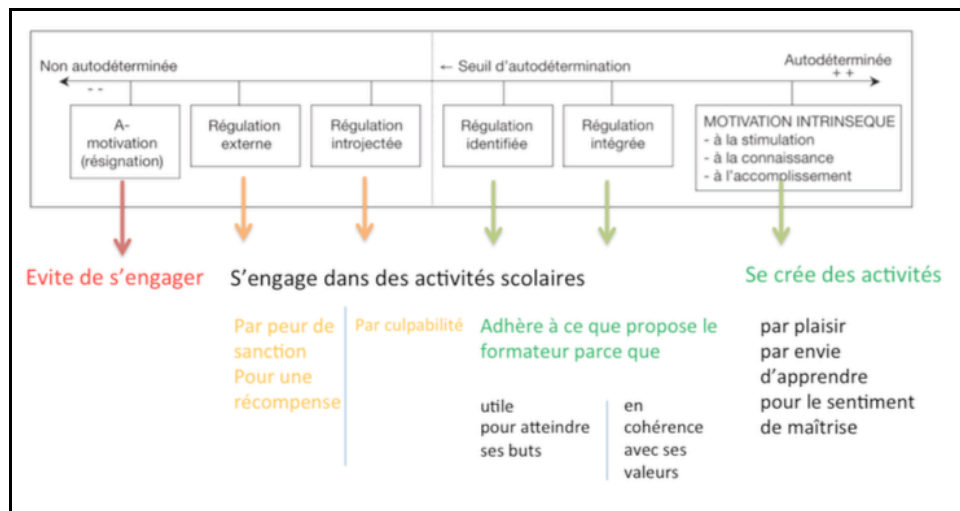 Non autodéterminée
- -
← Seuil d'autodétermination
Autodéterminée
+ +
A-
motivation
(résignation)
Régulation
externe
Régulation
introjectée
Régulation
identifiée
Régulation
intégrée
MOTIVATION INTRINSEQUE
- à la stimulation
- à la connaissance
- à l'accomplissement
Evite de s'engager
S'engage dans des activités scolaires
Se crée des activités
Par peur de
sanction
Pour une
récompense
Par culpabilité
Adhère à ce que propose le
formateur parce que
utile
pour atteindre
ses buts
en
cohérence
avec ses
valeurs
par plaisir
par envie
d'apprendre
pour le sentiment
de maîtrise